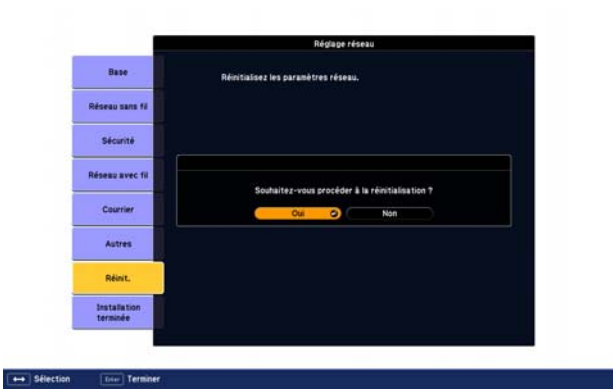 Réglage réseau
Base
Réseau sans fil
Sécurité
Réseau avec fil
Courrier
Autres
Réinit.
Installation
terminée
Réinitialisez les paramètres réseau.
Souhaitez-vous procéder à la réinitialisation ?
Oui
Non
Sélection
Enter Terminer